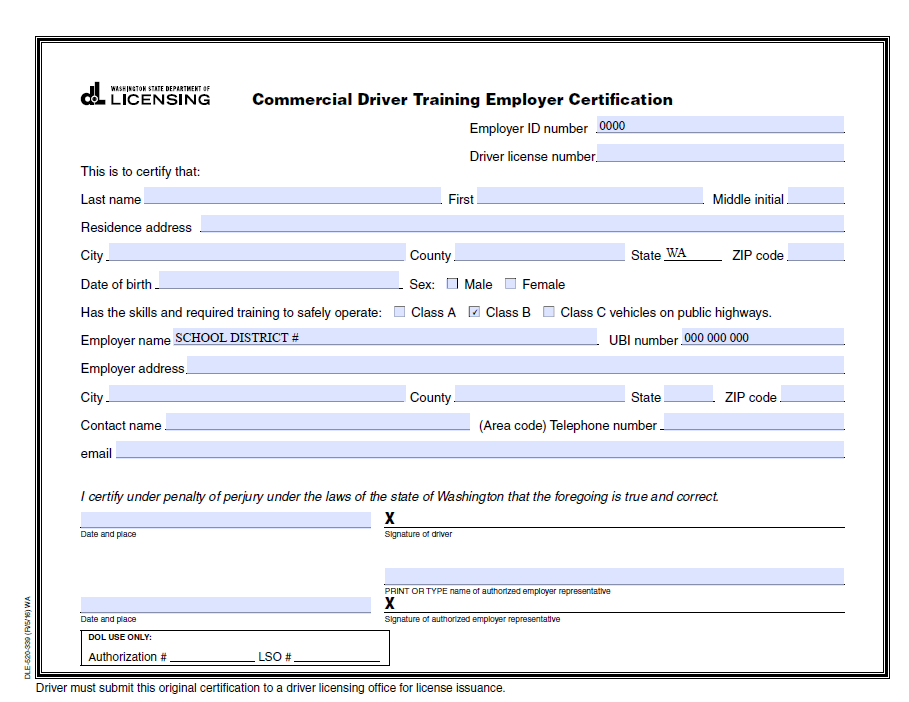 WASHINGTON STATE DEPARTMENT OF
LICENSING
Commercial Driver Training Employer Certification
Employer ID number 0000
Driver license number
This is to certify that:
Last name First Middle initial
Residence address
City County State WA ZIP code
Date of birth Sex: Male Female
Has the skills and required training to safely operate: Class A ✓ Class B Class C vehicles on public highways.
Employer name SCHOOL DISTRICT # UBI number 000 000 000
Employer address
City County State ZIP code
Contact name (Area code) Telephone number
email
I certify under penalty of perjury under the laws of the state of Washington that the foregoing is true and correct.
X
Date and place Signature of driver
PRINT OR TYPE name of authorized employer representative
X
Date and place Signature of authorized employer representative
DOL USE ONLY:
Authorization # LSO #
DLE-520-339 (R/5/16) WA
Driver must submit this original certification to a driver licensing office for license issuance.